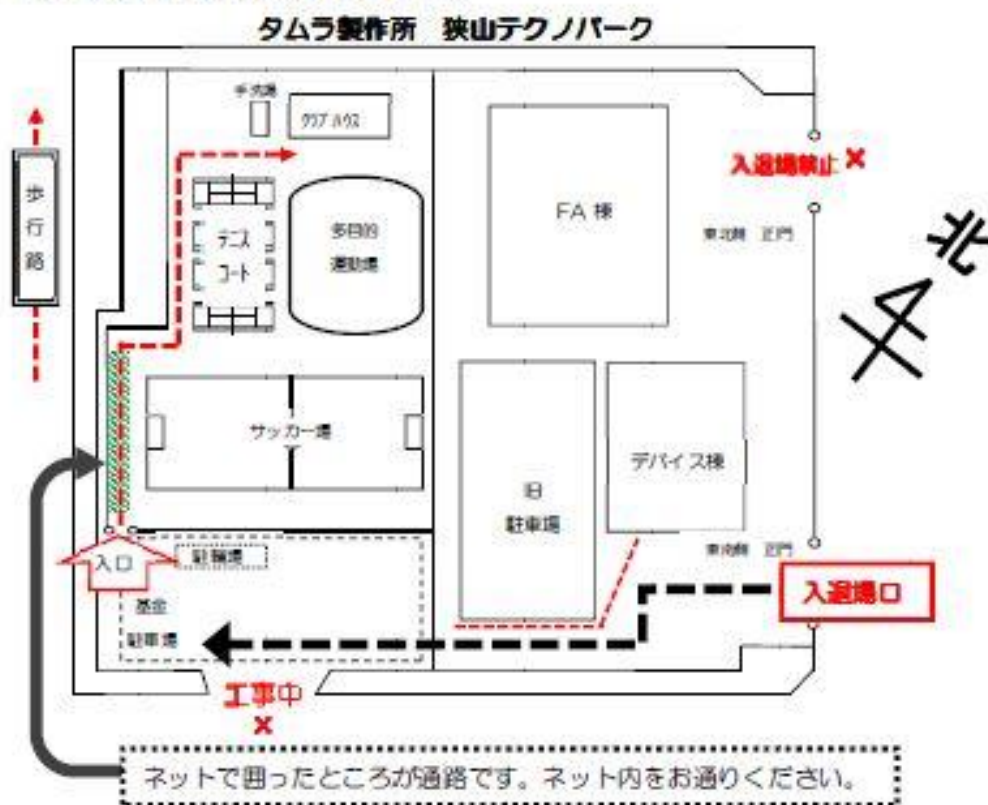 タムラ製作所 狭山テクノパーク
手洗場
クラブハウス
入退場禁止 ×
歩行路
テニス
コート
多目的
運動場
FA 棟
東北側 正門
北
サッカー場
旧
駐車場
デバイス棟
東南側 正門
入口
駐輪場
入退場口
基金
駐車場
工事中
×
ネットで囲ったところが通路です。ネット内をお通りください。